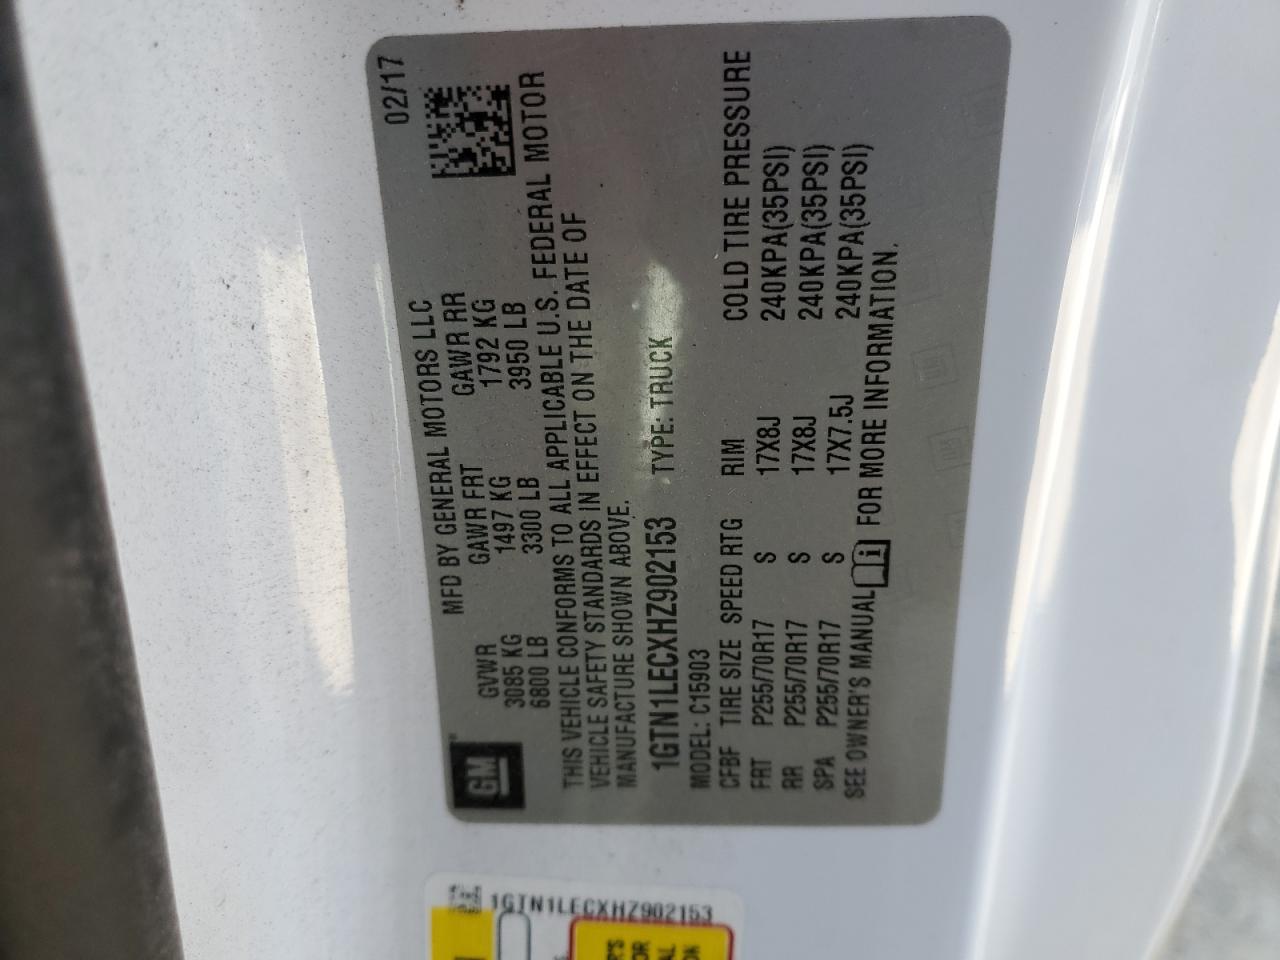 02/17
MFD BY GENERAL MOTORS LLC
GVWR GAWR FRT GAWR RR
3085 KG 1497 KG 1792 KG
6800 LB 3300 LB 3950 LB
GM
THIS VEHICLE CONFORMS TO ALL APPLICABLE U.S. FEDERAL MOTOR
VEHICLE SAFETY STANDARDS IN EFFECT ON THE DATE OF
MANUFACTURE SHOWN ABOVE.
1GTN1LECXHZ902153 TYPE: TRUCK
MODEL: C15903
CFBF TIRE SIZE SPEED RTG RIM COLD TIRE PRESSURE
FRT P255/70R17 S 17X8J 240KPA(35PSI)
RR P255/70R17 S 17X8J 240KPA(35PSI)
SPA P255/70R17 S 17X7.5J 240KPA(35PSI)
SEE OWNER'S MANUAL FOR MORE INFORMATION.
1GTN1LECXHZ902153